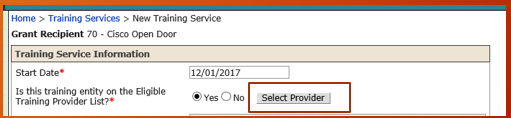 Home > Training Services > New Training Service
Grant Recipient 70 - Cisco Open Door
Training Service Information
Start Date* 12/01/2017
Is this training entity on the Eligible
Training Provider List?* Yes No Select Provider